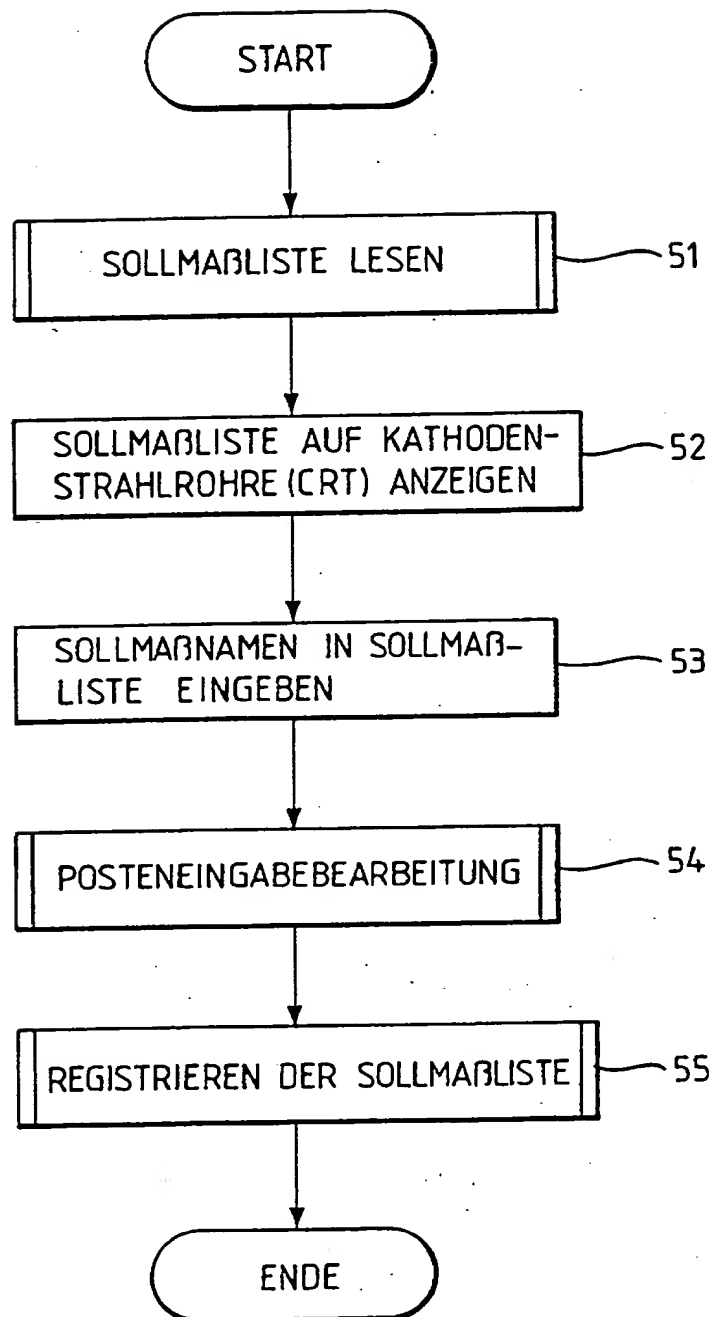 START
SOLLMAßLISTE LESEN
51
SOLLMAßLISTE AUF KATHODEN-
STRAHLROHRE (CRT) ANZEIGEN
52
SOLLMAßNAMEN IN SOLLMAß-
LISTE EINGEBEN
53
POSTENEINGABEBEARBEITUNG
54
REGISTRIEREN DER SOLLMAßLISTE
55
ENDE